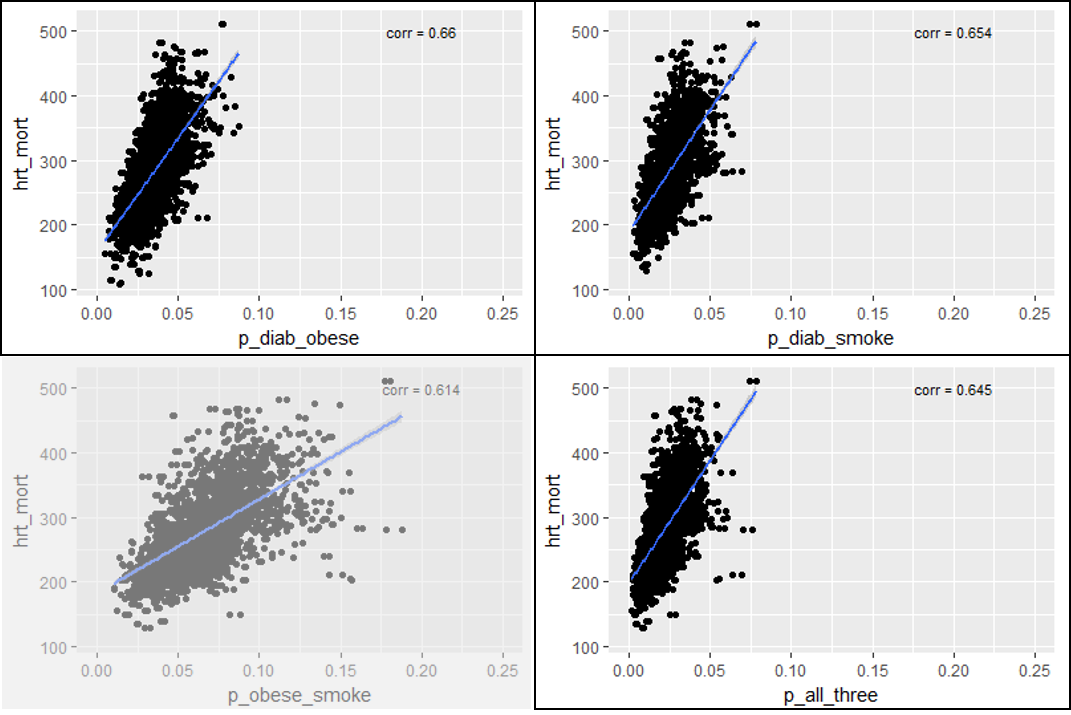 corr = 0.66
500
400
300
200
100
hrt_mort
0.00 0.05 0.10 0.15 0.20 0.25
p_diab_obese
corr = 0.654
500
400
300
200
100
hrt_mort
0.00 0.05 0.10 0.15 0.20 0.25
p_diab_smoke
corr = 0.614
500
400
300
200
100
hrt_mort
0.00 0.05 0.10 0.15 0.20 0.25
p_obese_smoke
corr = 0.645
500
400
300
200
100
hrt_mort
0.00 0.05 0.10 0.15 0.20 0.25
p_all_three